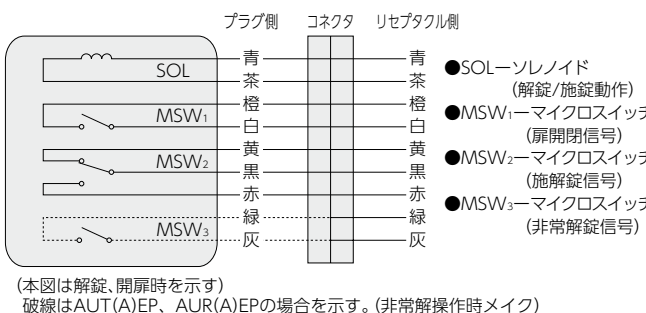 プラグ側 コネクタ リセプタクル側
SOL 青 青
茶 茶
MSW₁ 橙 橙
白 白
MSW₂ 黄 黄
黒 黒
赤 赤
MSW₃ 緑 緑
灰 灰
●SOLーソレノイド
(解錠/施錠動作)
●MSW₁ーマイクロスイッチ
(扉開閉信号)
●MSW₂ーマイクロスイッチ
(施解錠信号)
●MSW₃ーマイクロスイッチ
(非常解錠信号)
(本図は解錠、開扉時を示す)
破線はAUT(A)EP、AUR(A)EPの場合を示す。(非常解操作時メイク)